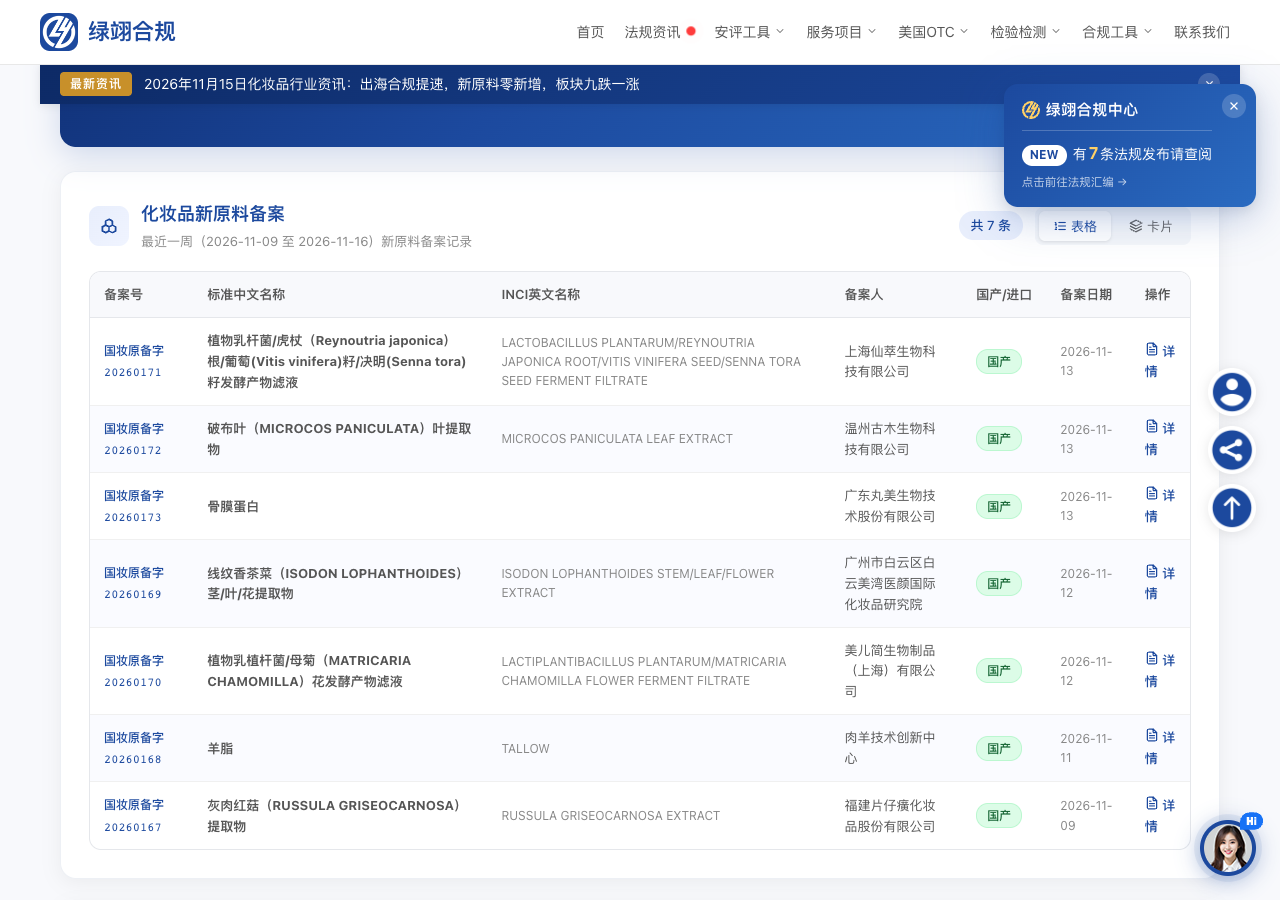 绿翊合规
首页 法规资讯 安评工具 服务项目 美国OTC 检验检测 合规工具 联系我们
最新资讯 2026年11月15日化妆品行业资讯：出海合规提速，新原料零新增，板块九跌一涨
绿翊合规中心
NEW 有7条法规发布请查阅
点击前往法规汇编 →
化妆品新原料备案
最近一周（2026-11-09 至 2026-11-16）新原料备案记录
共 7 条 表格 卡片
备案号 标准中文名称 INCI英文名称 备案人 国产/进口 备案日期 操作
国妆原备字
20260171
植物乳杆菌/虎杖（Reynoutria japonica）
根/葡萄(Vitis vinifera)籽/决明(Senna tora)
籽发酵产物滤液
LACTOBACILLUS PLANTARUM/REYNOUTRIA
JAPONICA ROOT/VITIS VINIFERA SEED/SENNA TORA
SEED FERMENT FILTRATE
上海仙萃生物科
技有限公司
国产
2026-11-
13
详
情
国妆原备字
20260172
破布叶（MICROCOS PANICULATA）叶提取
物
MICROCOS PANICULATA LEAF EXTRACT
温州古木生物科
技有限公司
国产
2026-11-
13
详
情
国妆原备字
20260173
骨膜蛋白
广东丸美生物技
术股份有限公司
国产
2026-11-
13
详
情
国妆原备字
20260169
线纹香茶菜（ISODON LOPHANTHOIDES）
茎/叶/花提取物
ISODON LOPHANTHOIDES STEM/LEAF/FLOWER
EXTRACT
广州市白云区白
云美湾医颜国际
化妆品研究院
国产
2026-11-
12
详
情
国妆原备字
20260170
植物乳植杆菌/母菊（MATRICARIA
CHAMOMILLA）花发酵产物滤液
LACTIPLANTIBACILLUS PLANTARUM/MATRICARIA
CHAMOMILLA FLOWER FERMENT FILTRATE
美儿简生物制品
（上海）有限公
司
国产
2026-11-
12
详
情
国妆原备字
20260168
羊脂
TALLOW
肉羊技术创新中
心
国产
2026-11-
11
详
情
国妆原备字
20260167
灰肉红菇（RUSSULA GRISEOCARNOSA）
提取物
RUSSULA GRISEOCARNOSA EXTRACT
福建片仔癀化妆
品股份有限公司
国产
2026-11-
09
详
情
Hi